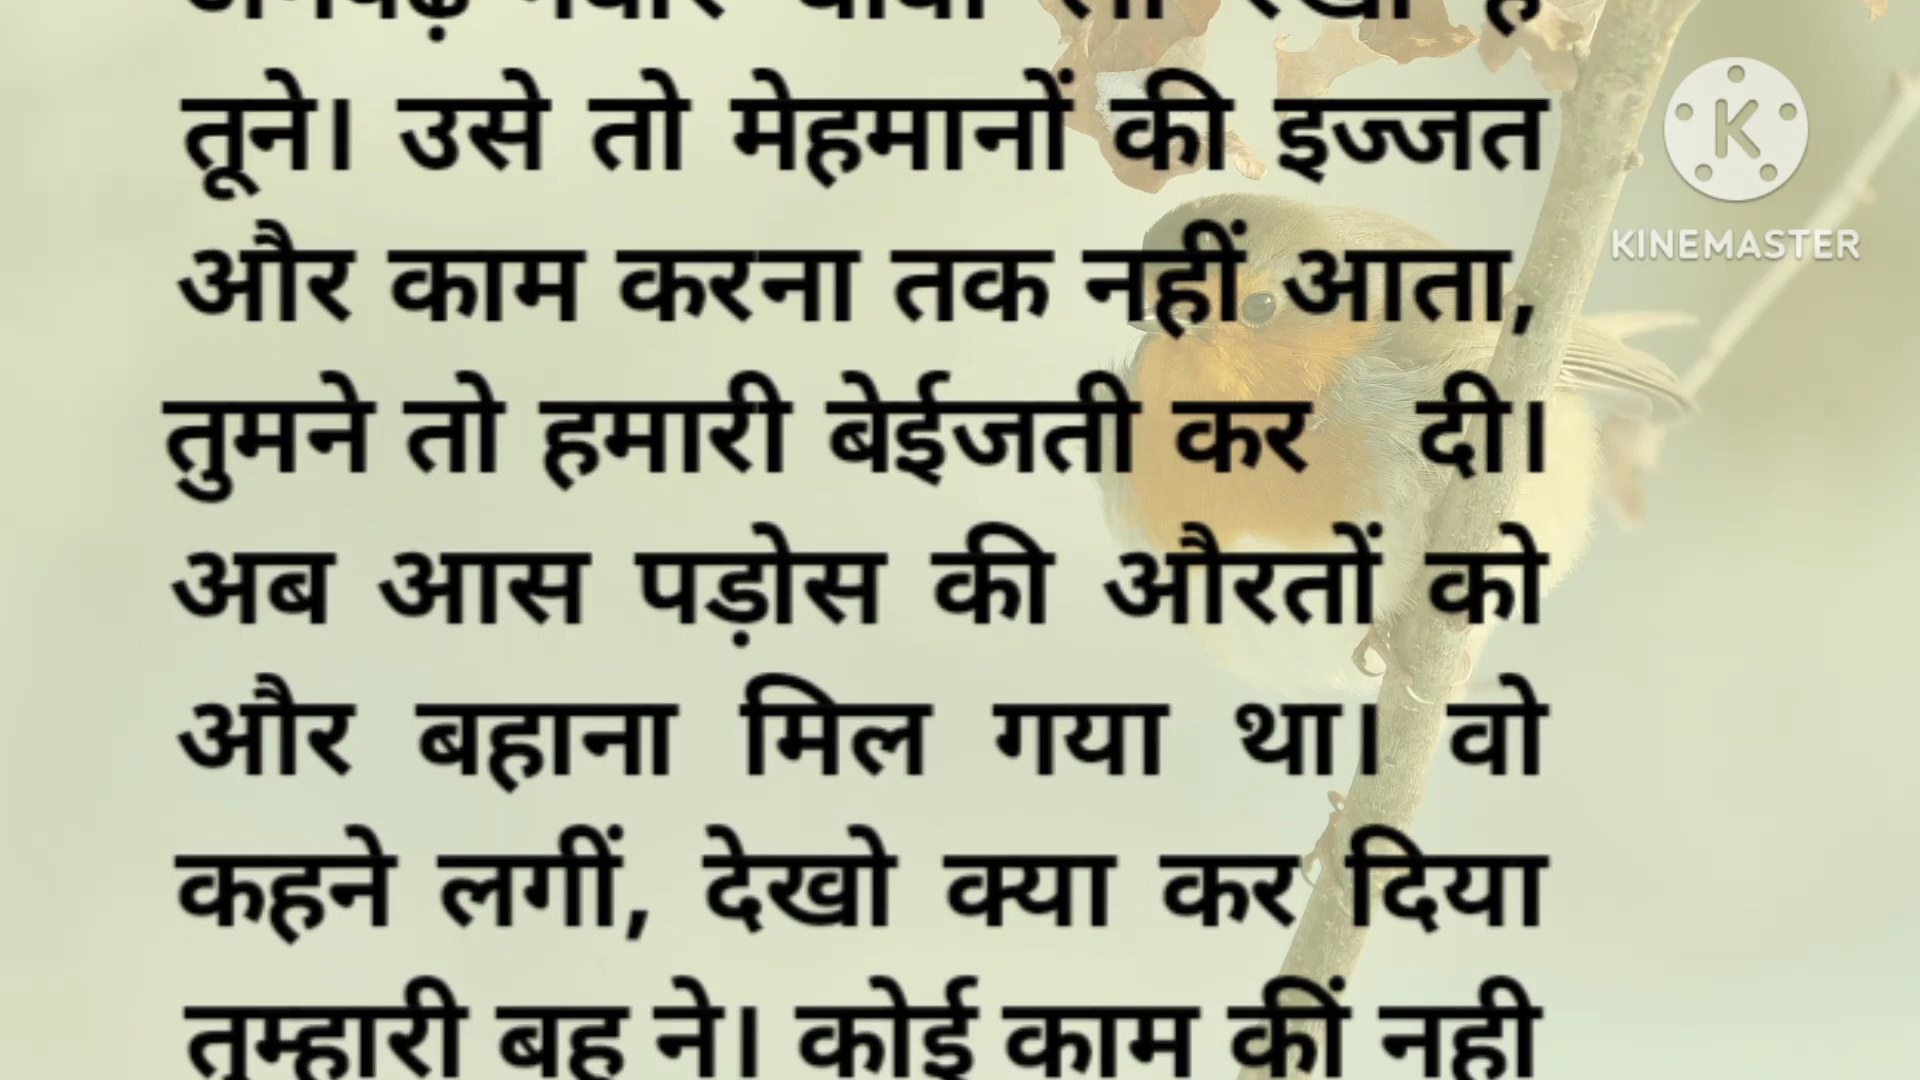 तूने। उसे तो मेहमानों की इज्जत
और काम करना तक नहीं आता,
तुमने तो हमारी बेईजती कर दी।
अब आस पड़ोस की औरतों को
और बहाना मिल गया था। वो
कहने लगीं, देखो क्या कर दिया
तुम्हारी बहू ने। कोई काम कीं नही
KINEMASTER